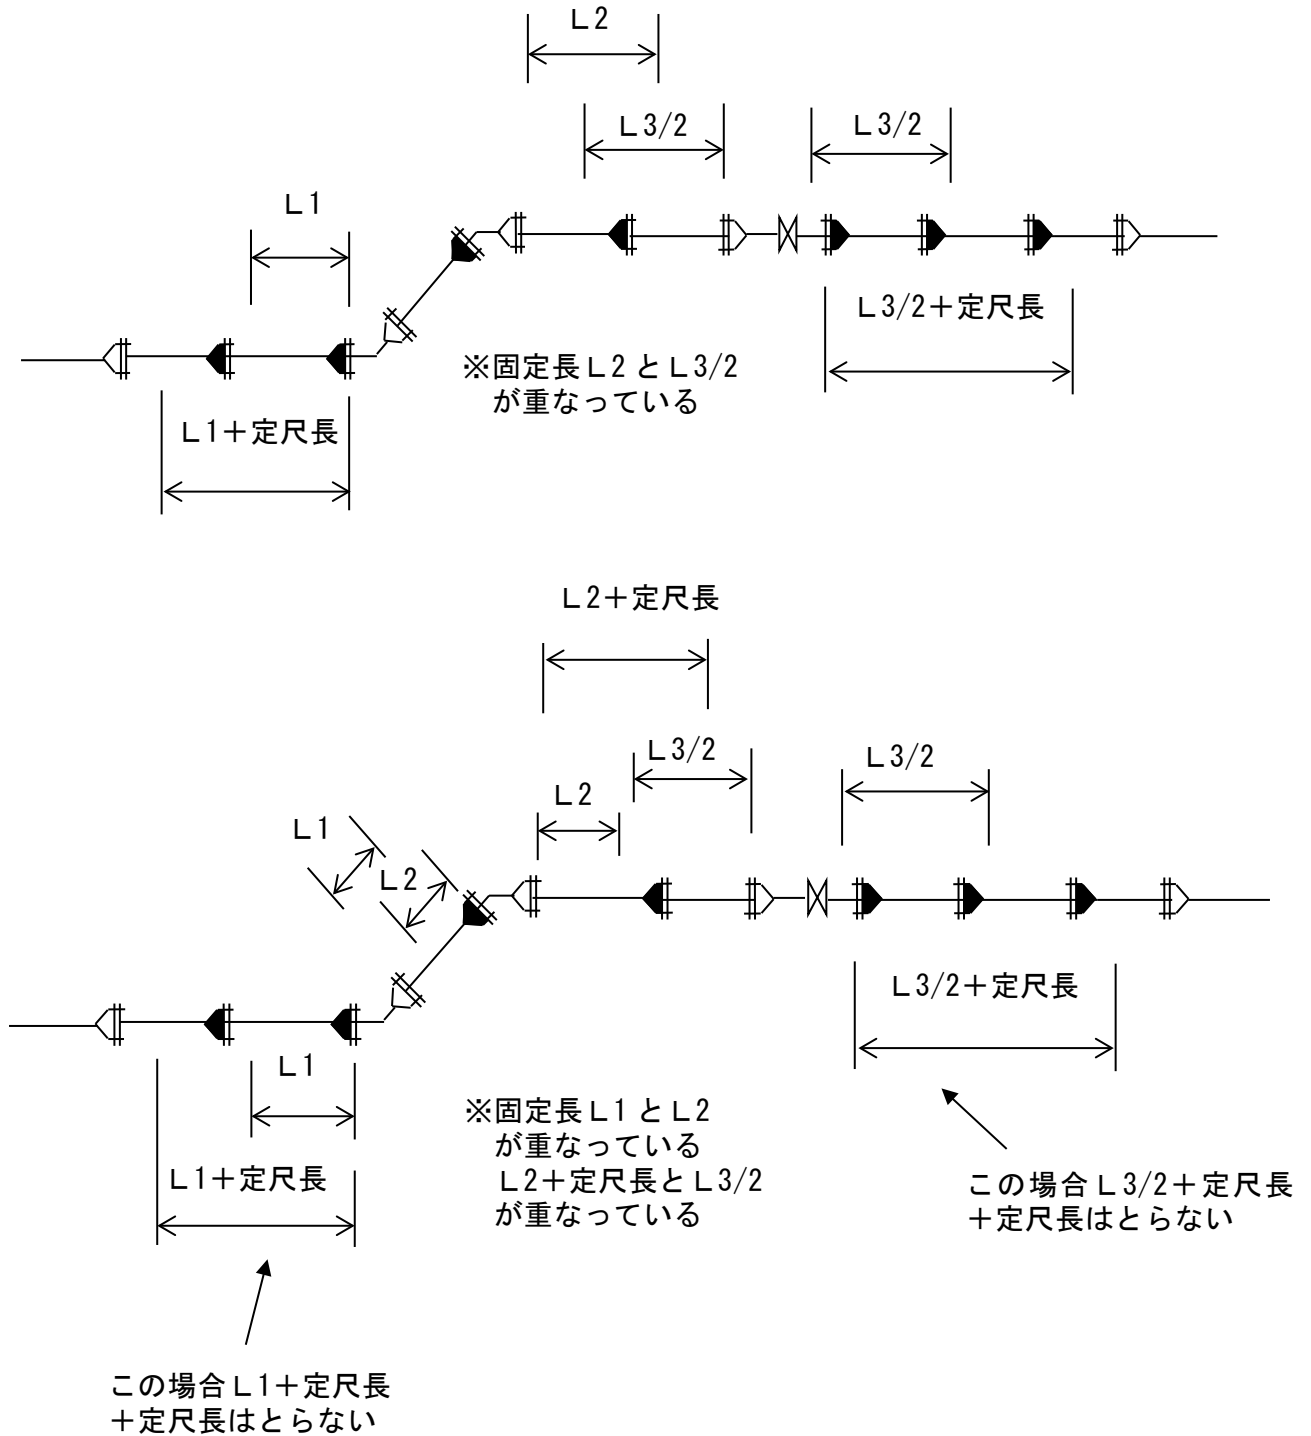 L2
L3/2
L3/2
L1
L3/2+定尺長
※固定長L2とL3/2
が重なっている
L1+定尺長
L2+定尺長
L3/2
L3/2
L2
L1
L2
L3/2+定尺長
L1
※固定長L1とL2
が重なっている
L2+定尺長とL3/2
が重なっている
L1+定尺長
この場合L3/2+定尺長
+定尺長はとらない
この場合L1+定尺長
+定尺長はとらない